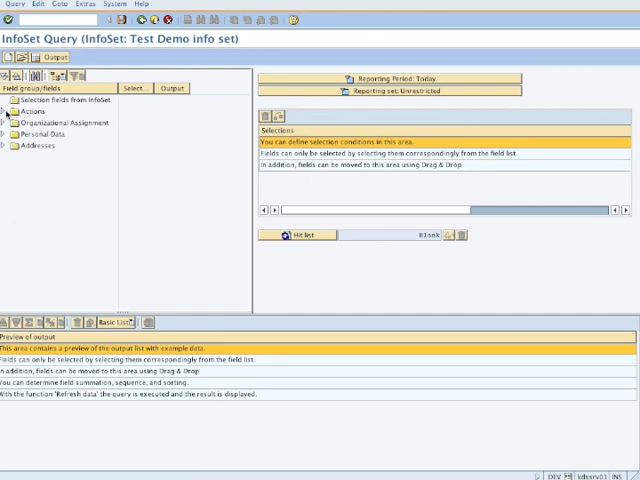 Query Edit Goto Extras System Help
InfoSet Query (InfoSet: Test Demo info set)
Output
Field group/fields Select... Output
Selection fields from InfoSet
Actions
Organizational Assignment
Personal Data
Addresses
Reporting Period: Today
Reporting set: Unrestricted
Selections
You can define selection conditions in this area.
Fields can only be selected by selecting them correspondingly from the field list.
In addition, fields can be moved to this area using Drag & Drop
Hit list Blank
Basic List
Preview of output
This area contains a preview of the output list with example data.
Fields can only be selected by selecting them correspondingly from the field list.
In addition, fields can be moved to this area using Drag & Drop
You can determine field summation, sequence, and sorting.
With the function 'Refresh data' the query is executed and the result is displayed.
DEV kdssrv01 INS